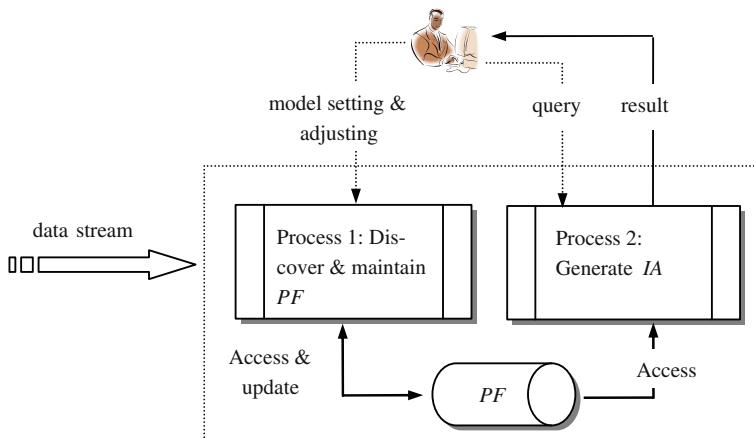 model setting &
adjusting
query
result
data stream
Process 1: Dis-
cover & maintain
PF
Process 2:
Generate IA
Access &
update
PF
Access